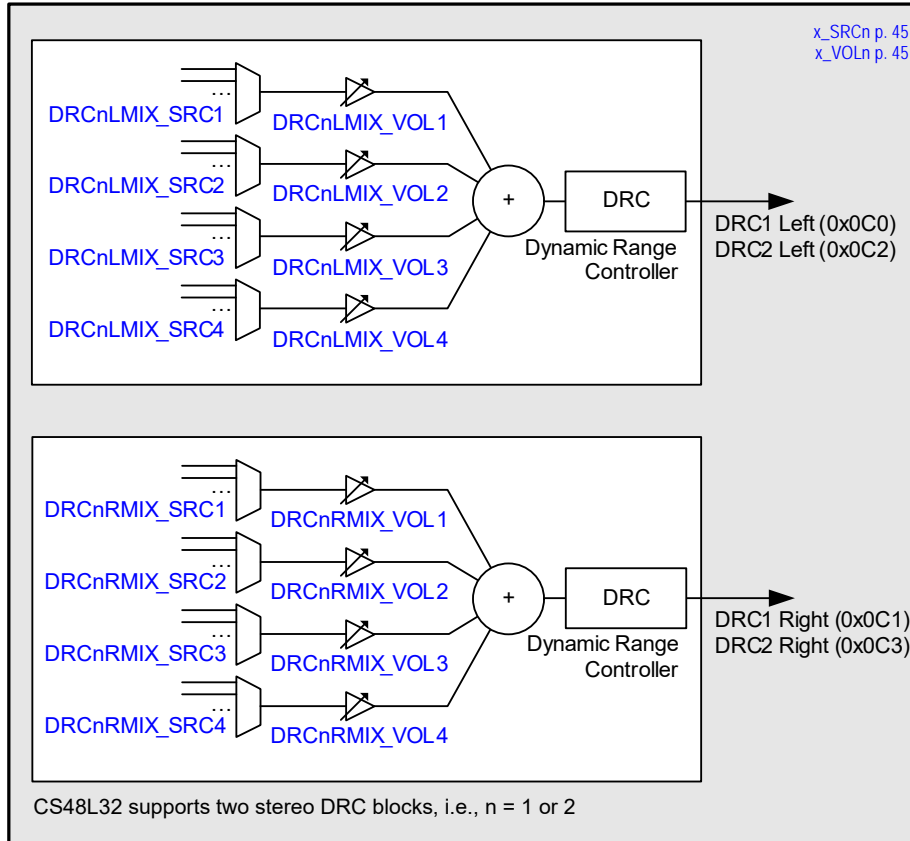 x_SRCn p. 45
x_VOLn p. 45
...
DRCnLMIX_SRC1
DRCnLMIX_VOL1
...
DRCnLMIX_SRC2
DRCnLMIX_VOL2
...
DRCnLMIX_SRC3
DRCnLMIX_VOL3
...
DRCnLMIX_SRC4
DRCnLMIX_VOL4
+
DRC
Dynamic Range
Controller
DRC1 Left (0x0C0)
DRC2 Left (0x0C2)
...
DRCnRMIX_SRC1
DRCnRMIX_VOL1
...
DRCnRMIX_SRC2
DRCnRMIX_VOL2
...
DRCnRMIX_SRC3
DRCnRMIX_VOL3
...
DRCnRMIX_SRC4
DRCnRMIX_VOL4
+
DRC
Dynamic Range
Controller
DRC1 Right (0x0C1)
DRC2 Right (0x0C3)
CS48L32 supports two stereo DRC blocks, i.e., n = 1 or 2